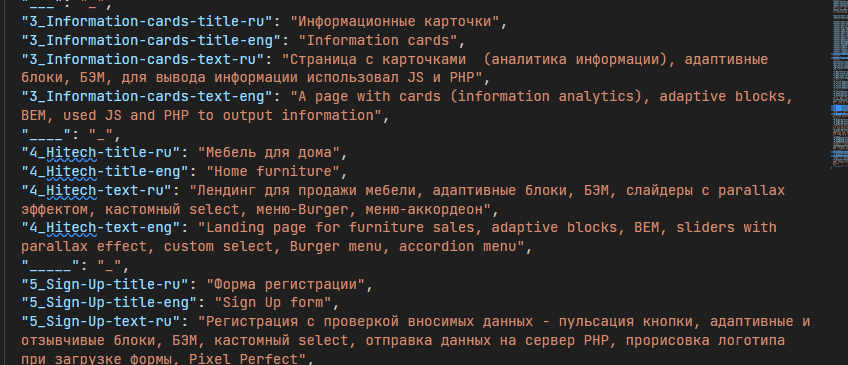 "___": "_",
"3_Information-cards-title-ru": "Информационные карточки",
"3_Information-cards-title-eng": "Information cards",
"3_Information-cards-text-ru": "Страница с карточками  (аналитика информации), адаптивные
блоки, БЭМ, для вывода информации использовал JS и PHP",
"3_Information-cards-text-eng": "A page with cards (information analytics), adaptive blocks,
BEM, used JS and PHP to output information",
"____": "_",
"4_Hitech-title-ru": "Мебель для дома",
"4_Hitech-title-eng": "Home furniture",
"4_Hitech-text-ru": "Лендинг для продажи мебели, адаптивные блоки, БЭМ, слайдеры с parallax
эффектом, кастомный select, меню-Burger, меню-аккордеон",
"4_Hitech-text-eng": "Landing page for furniture sales, adaptive blocks, BEM, sliders with
parallax effect, custom select, Burger menu, accordion menu",
"_____": "_",
"5_Sign-Up-title-ru": "Форма регистрации",
"5_Sign-Up-title-eng": "Sign Up form",
"5_Sign-Up-text-ru": "Регистрация с проверкой вносимых данных - пульсация кнопки, адаптивные и
отзывчивые блоки, БЭМ, кастомный select, отправка данных на сервер PHP, прорисовка логотипа
при загрузке формы, Pixel Perfect",